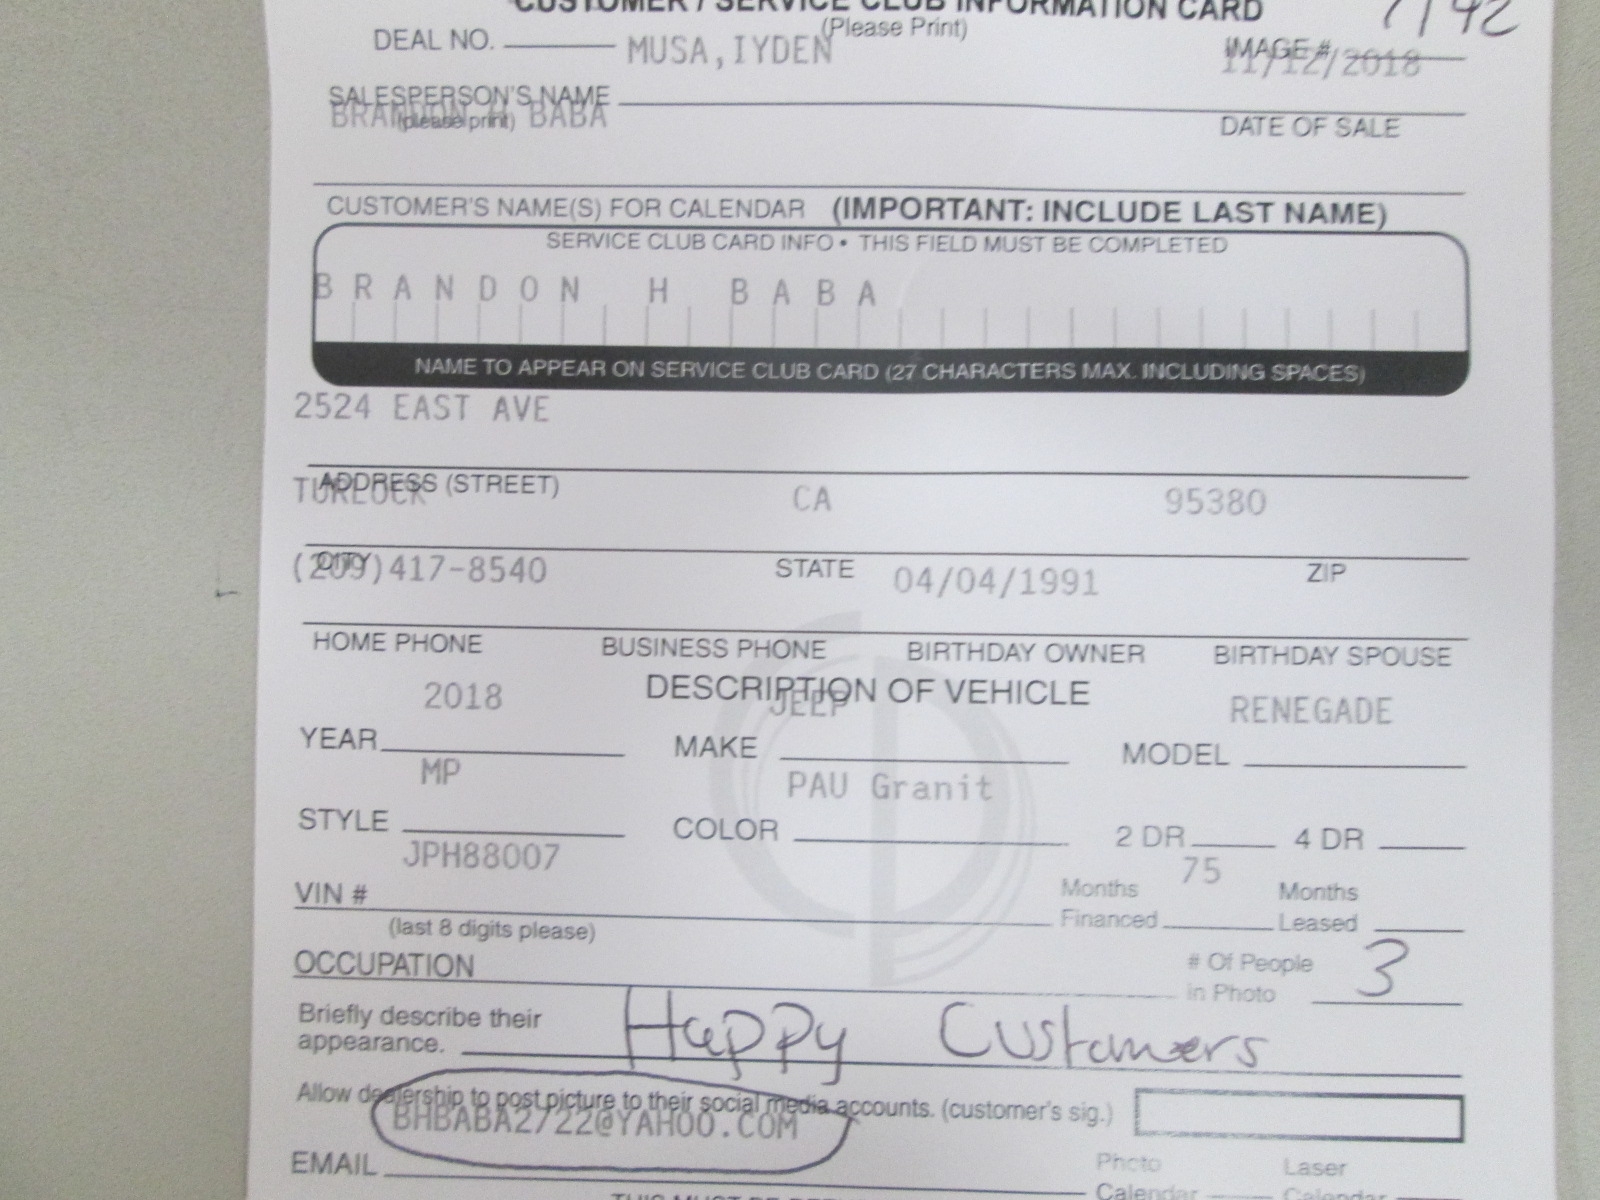 CUSTOMER / SERVICE CLUB INFORMATION CARD
(Please Print)
DEAL NO. MUSA,IYDEN IMAGE # 7142
11/12/2018
SALESPERSON'S NAME
(please print) BRANDON H BABA
DATE OF SALE
CUSTOMER'S NAME(S) FOR CALENDAR (IMPORTANT: INCLUDE LAST NAME)
SERVICE CLUB CARD INFO • THIS FIELD MUST BE COMPLETED
BRANDON H BABA
NAME TO APPEAR ON SERVICE CLUB CARD (27 CHARACTERS MAX. INCLUDING SPACES)
2524 EAST AVE
ADDRESS (STREET)
TURLOCK CA 95380
CITY STATE ZIP
(209)417-8540 04/04/1991
HOME PHONE BUSINESS PHONE BIRTHDAY OWNER BIRTHDAY SPOUSE
DESCRIPTION OF VEHICLE
2018 JEEP RENEGADE
YEAR MAKE MODEL
MP PAU Granit
STYLE COLOR 2 DR 4 DR
JPH88007 75
VIN # Months Financed Months Leased
(last 8 digits please)
OCCUPATION # Of People in Photo 3
Briefly describe their
appearance. Happy Customers
Allow dealership to post picture to their social media accounts. (customer's sig.)
BHBABA2722@YAHOO.COM
EMAIL Photo Calendar Laser Calendar